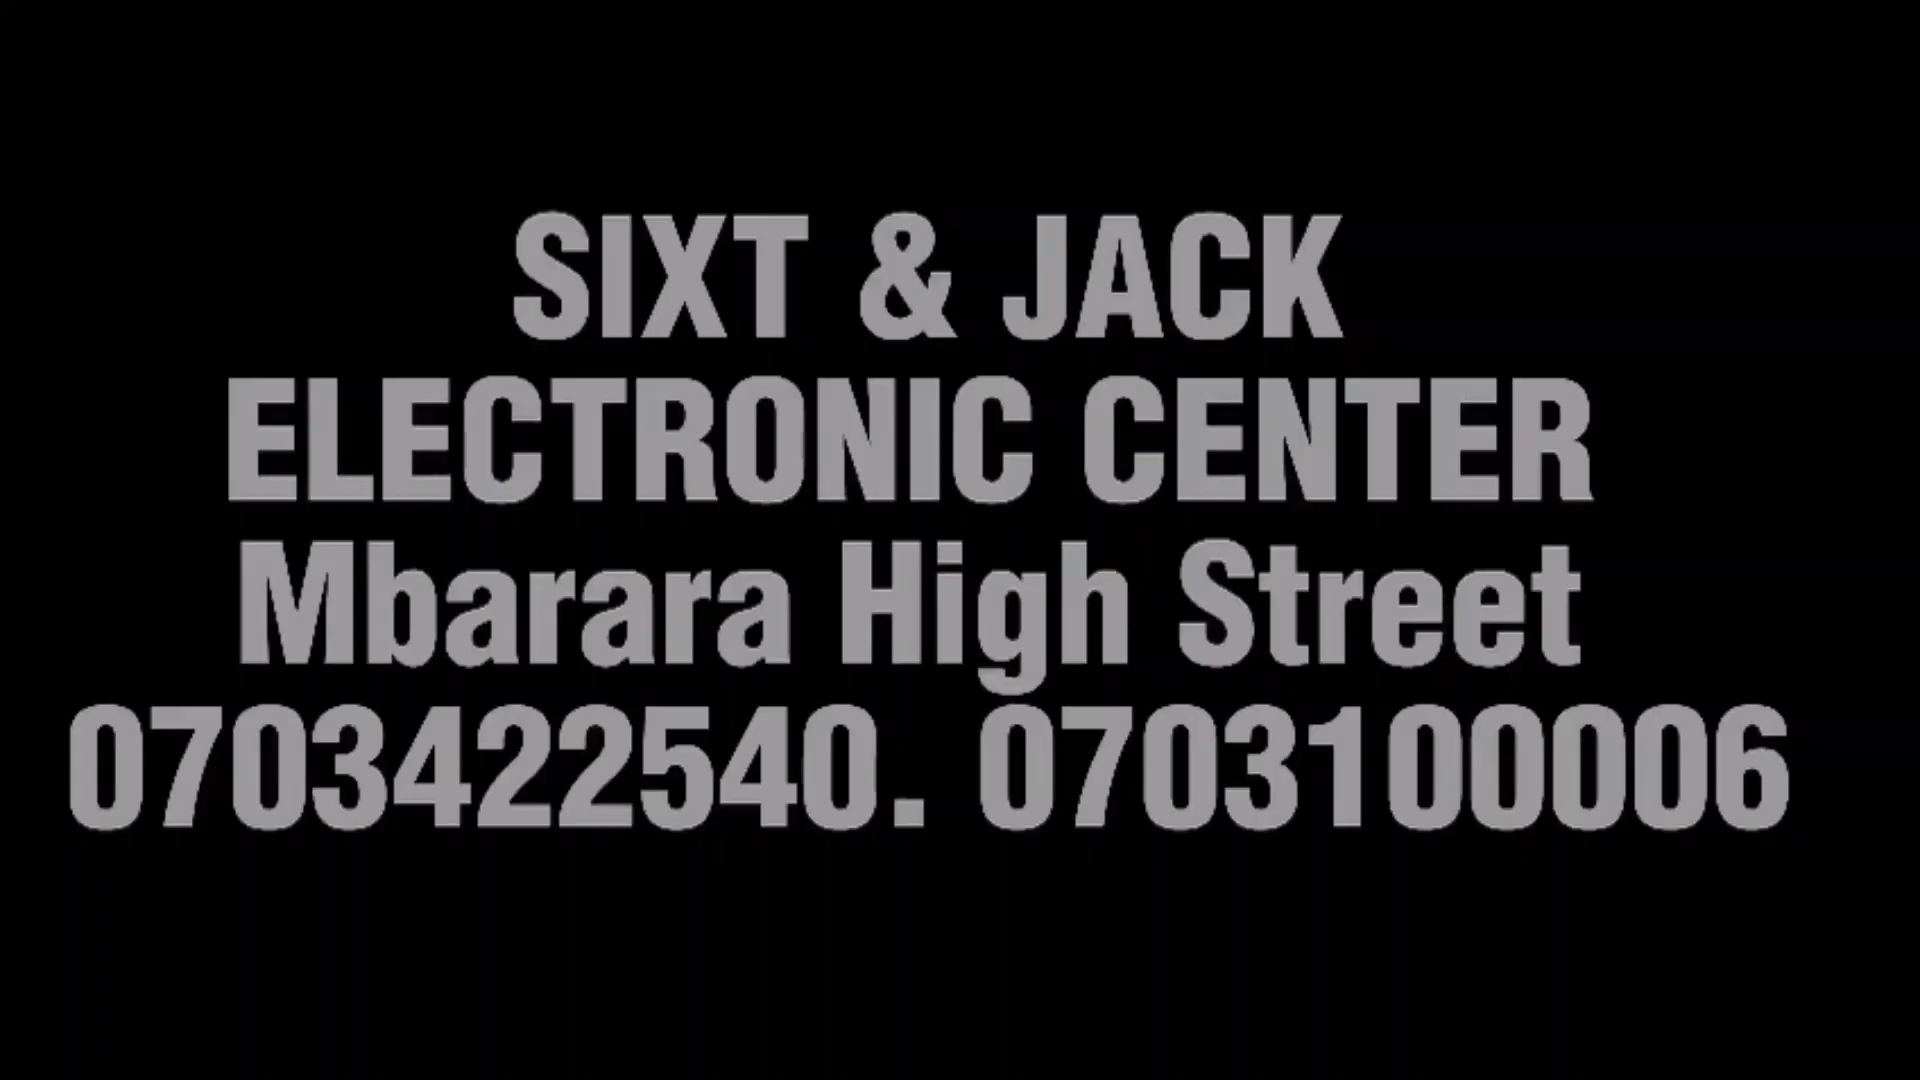 SIXT & JACK
ELECTRONIC CENTER
Mbarara High Street
0703422540. 0703100006